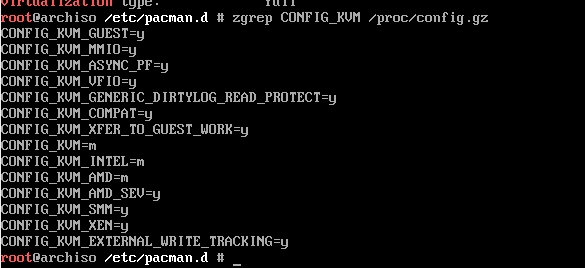 Virtualization type: full
root@archiso /etc/pacman.d # zgrep CONFIG_KVM /proc/config.gz
CONFIG_KVM_GUEST=y
CONFIG_KVM_MMIO=y
CONFIG_KVM_ASYNC_PF=y
CONFIG_KVM_VFIO=y
CONFIG_KVM_GENERIC_DIRTYLOG_READ_PROTECT=y
CONFIG_KVM_COMPAT=y
CONFIG_KVM_XFER_TO_GUEST_WORK=y
CONFIG_KVM=m
CONFIG_KVM_INTEL=m
CONFIG_KVM_AMD=m
CONFIG_KVM_AMD_SEV=y
CONFIG_KVM_SMM=y
CONFIG_KVM_XEN=y
CONFIG_KVM_EXTERNAL_WRITE_TRACKING=y
root@archiso /etc/pacman.d # _